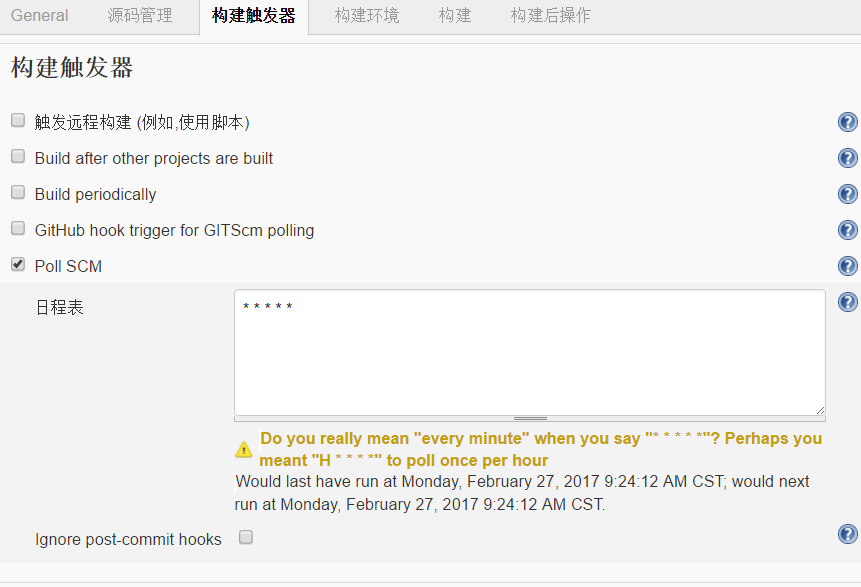 General 源码管理 构建触发器 构建环境 构建 构建后操作
构建触发器
触发远程构建 (例如,使用脚本)
Build after other projects are built
Build periodically
GitHub hook trigger for GITScm polling
Poll SCM
日程表
* * * * *
Do you really mean "every minute" when you say "* * * * *"? Perhaps you
meant "H * * * *" to poll once per hour
Would last have run at Monday, February 27, 2017 9:24:12 AM CST; would next
run at Monday, February 27, 2017 9:24:12 AM CST.
Ignore post-commit hooks